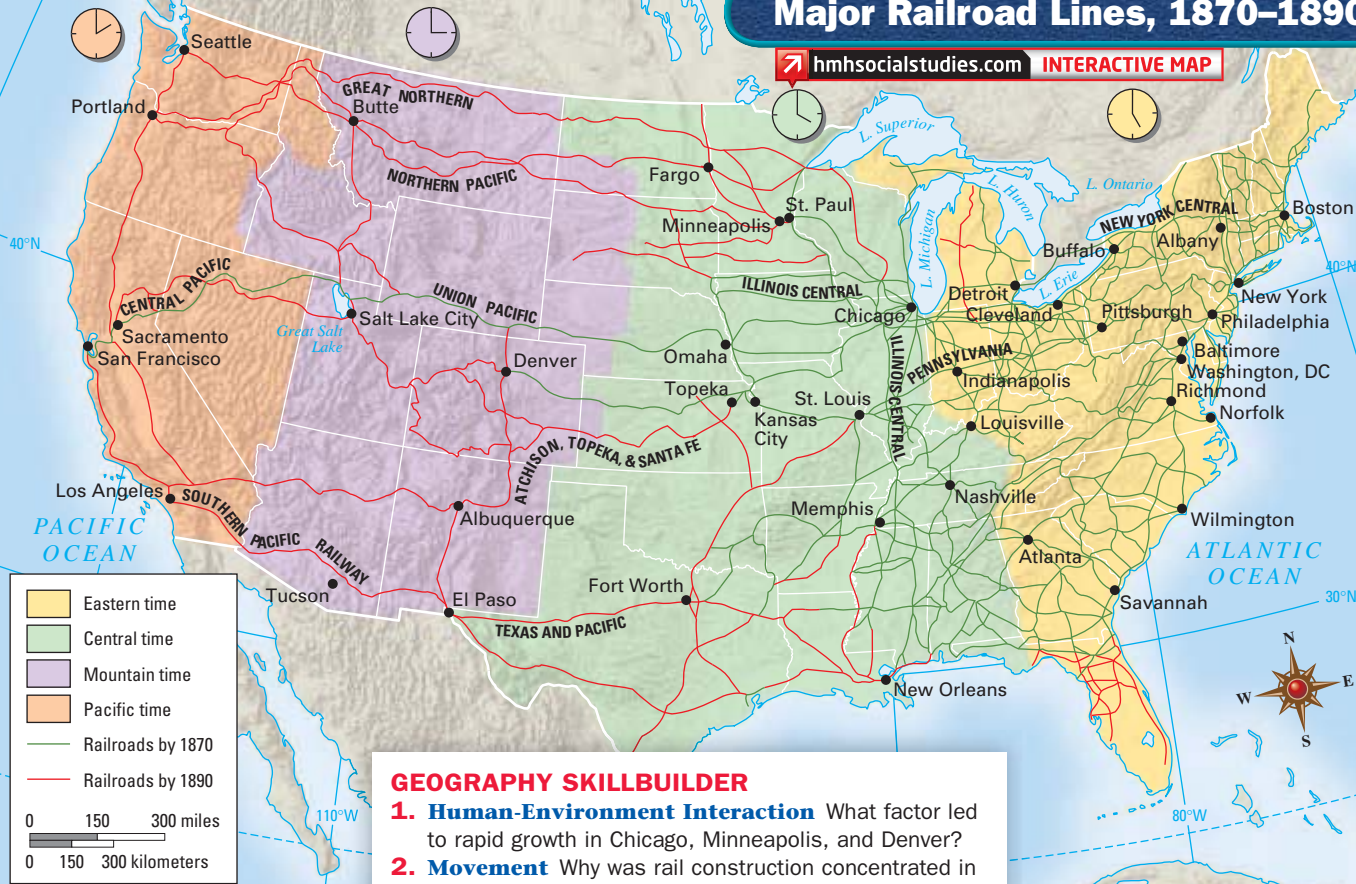 Major Railroad Lines, 1870–1890
hmhsocialstudies.com INTERACTIVE MAP
Seattle
Portland
GREAT NORTHERN
Butte
NORTHERN PACIFIC
Fargo
St. Paul
Minneapolis
L. Superior
L. Michigan
L. Huron
L. Ontario
L. Erie
NEW YORK CENTRAL
Boston
Albany
Buffalo
40°N
40°N
CENTRAL PACIFIC
Sacramento
San Francisco
Great Salt
Lake
Salt Lake City
UNION PACIFIC
Denver
ILLINOIS CENTRAL
Chicago
Omaha
Topeka
Kansas
City
St. Louis
ILLINOIS CENTRAL
Detroit
Cleveland
Pittsburgh
PENNSYLVANIA
Indianapolis
Louisville
New York
Philadelphia
Baltimore
Washington, DC
Richmond
Norfolk
ATCHISON, TOPEKA, & SANTA FE
Los Angeles
SOUTHERN PACIFIC RAILWAY
Albuquerque
Tucson
El Paso
TEXAS AND PACIFIC
Fort Worth
Memphis
Nashville
Atlanta
Wilmington
Savannah
New Orleans
PACIFIC
OCEAN
ATLANTIC
OCEAN
30°N
110°W
80°W
N
W
E
S
Eastern time
Central time
Mountain time
Pacific time
Railroads by 1870
Railroads by 1890
0 150 300 miles
0 150 300 kilometers
GEOGRAPHY SKILLBUILDER
1. Human-Environment Interaction What factor led
to rapid growth in Chicago, Minneapolis, and Denver?
2. Movement Why was rail construction concentrated in